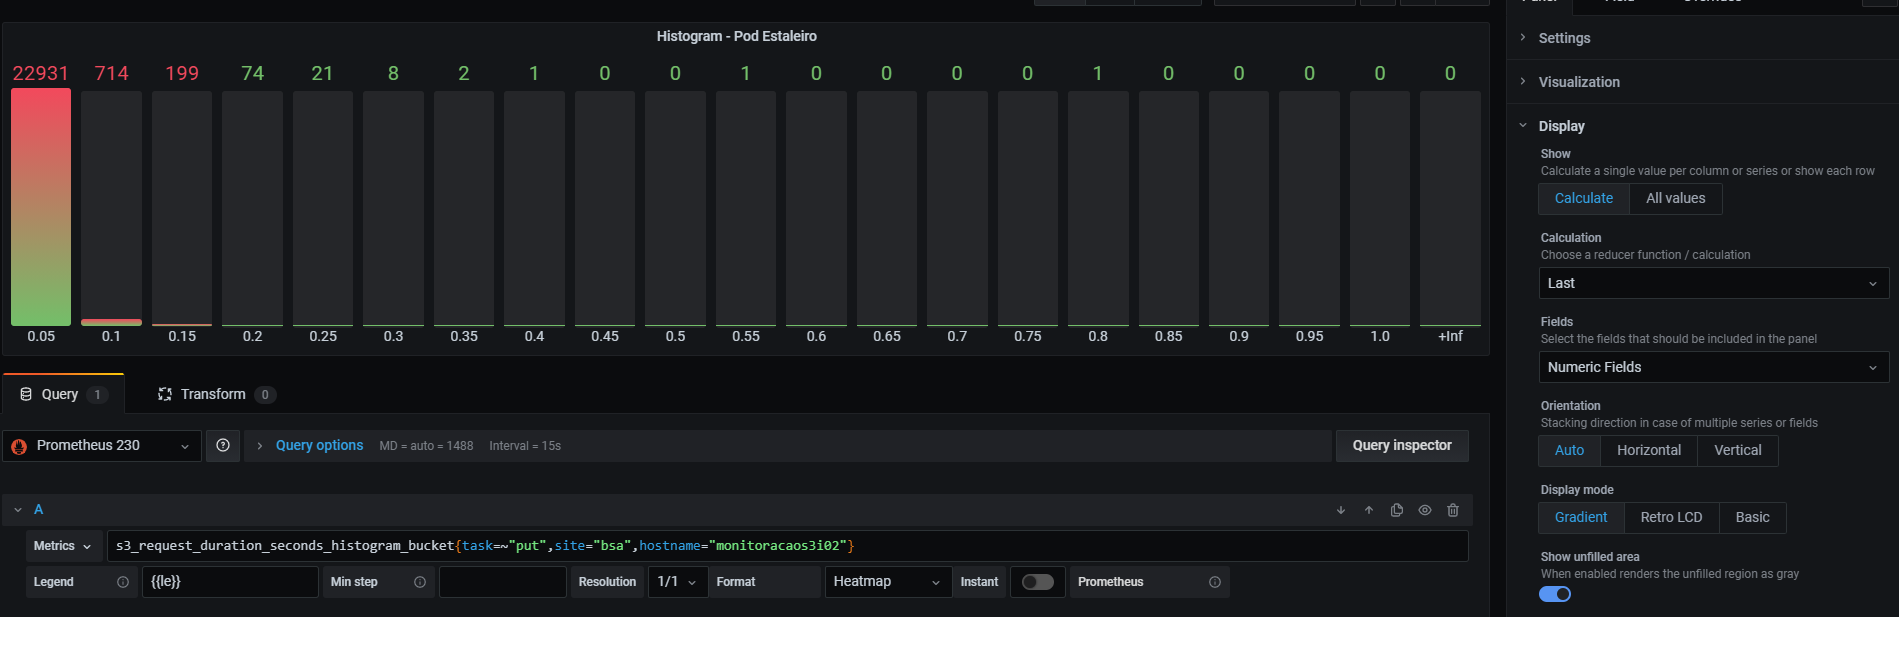 Histogram - Pod Estaleiro
22931 714 199 74 21 8 2 1 0 0 1 0 0 0 0 1 0 0 0 0 0
0.05 0.1 0.15 0.2 0.25 0.3 0.35 0.4 0.45 0.5 0.55 0.6 0.65 0.7 0.75 0.8 0.85 0.9 0.95 1.0 +Inf
Query 1 Transform 0
Prometheus 230 Query options MD = auto = 1488 Interval = 15s Query inspector
A
Metrics s3_request_duration_seconds_histogram_bucket{task=~"put",site="bsa",hostname="monitoracaos3i02"}
Legend {{le}} Min step Resolution 1/1 Format Heatmap Instant Prometheus
Settings
Visualization
Display
Show
Calculate a single value per column or series or show each row
Calculate All values
Calculation
Choose a reducer function / calculation
Last
Fields
Select the fields that should be included in the panel
Numeric Fields
Orientation
Stacking direction in case of multiple series or fields
Auto Horizontal Vertical
Display mode
Gradient Retro LCD Basic
Show unfilled area
When enabled renders the unfilled region as gray